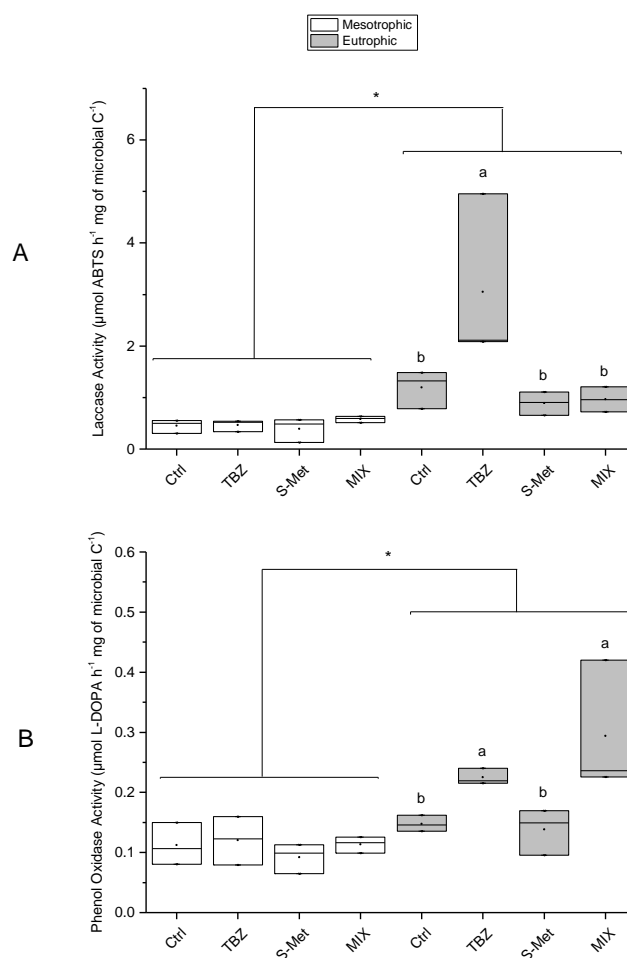 Mesotrophic
Eutrophic
A
Laccase Activity (µmol ABTS h⁻¹ mg of microbial C⁻¹)
6
4
2
0
*
a
b
b
b
Ctrl
TBZ
S-Met
MIX
Ctrl
TBZ
S-Met
MIX
B
Phenol Oxidase Activity (µmol L-DOPA h⁻¹ mg of microbial C⁻¹)
0.6
0.5
0.4
0.3
0.2
0.1
0.0
*
a
a
b
b
Ctrl
TBZ
S-Met
MIX
Ctrl
TBZ
S-Met
MIX